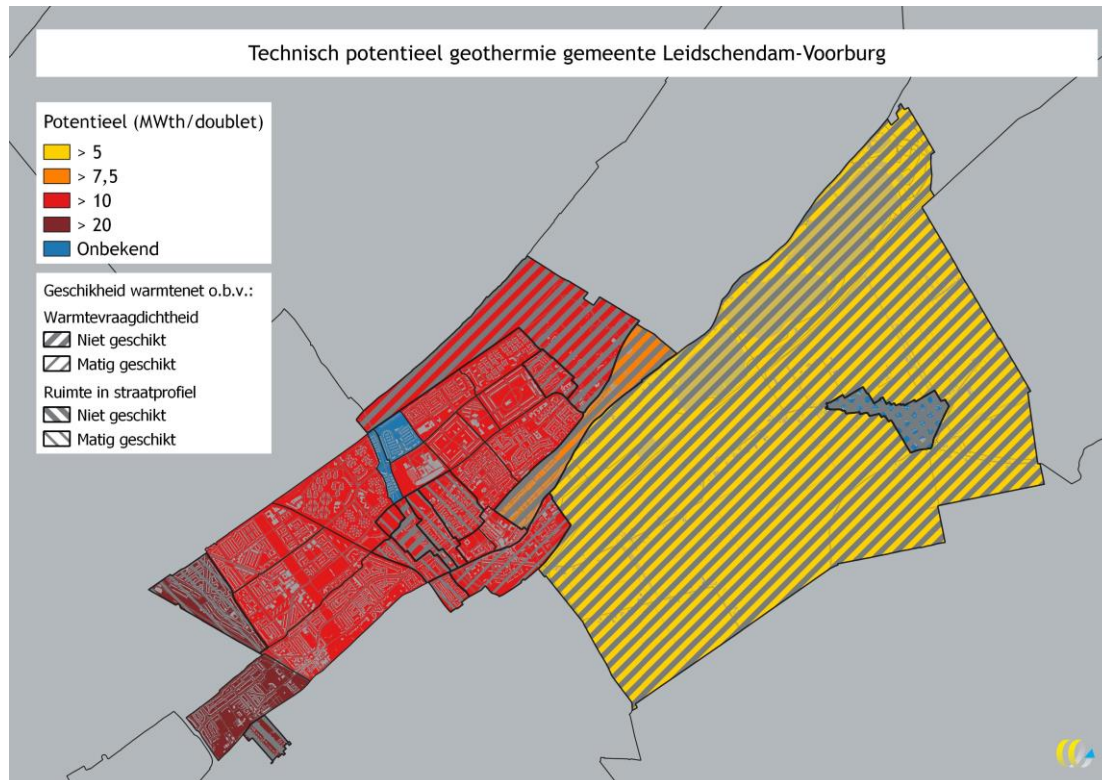 Technisch potentieel geothermie gemeente Leidschendam-Voorburg
Potentieel (MWth/doublet)
> 5
> 7,5
> 10
> 20
Onbekend
Geschikheid warmtenet o.b.v.:
Warmtevraagdichtheid
Niet geschikt
Matig geschikt
Ruimte in straatprofiel
Niet geschikt
Matig geschikt